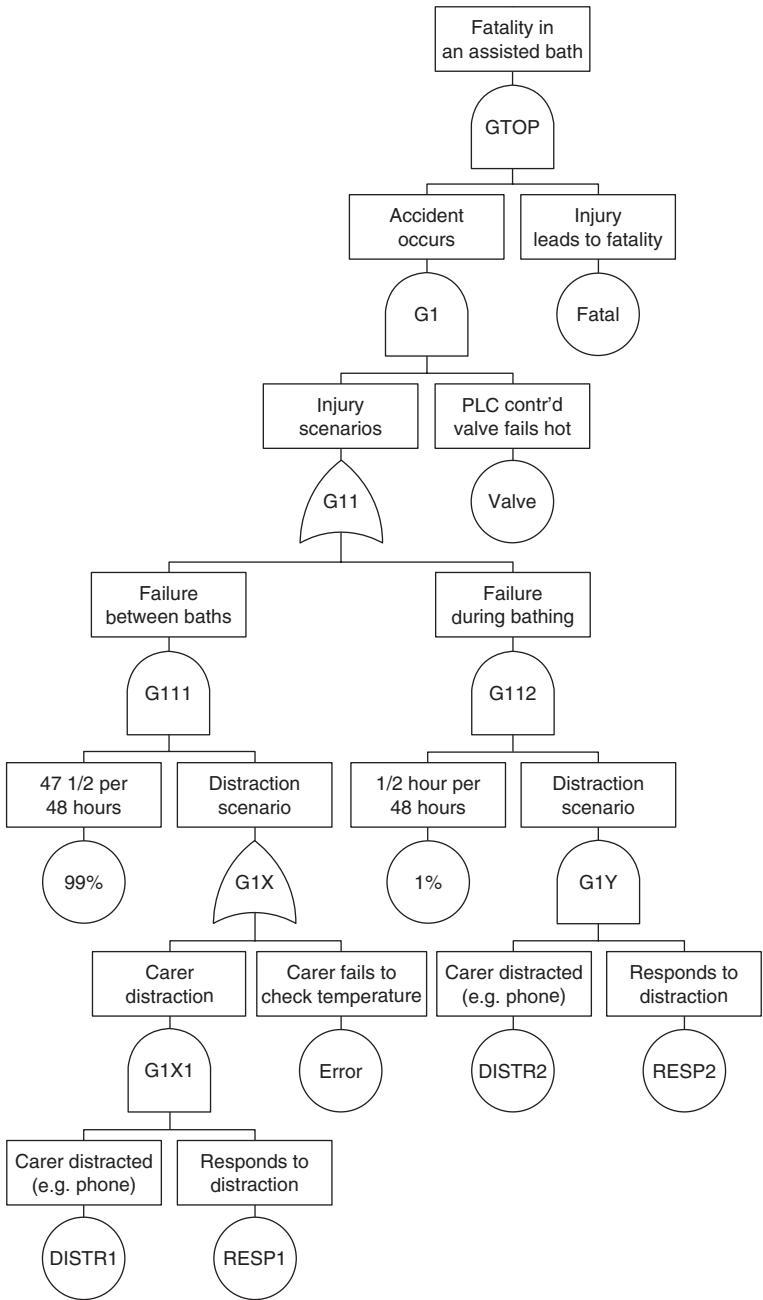 Fatality in
an assisted bath
GTOP
Accident
occurs
Injury
leads to fatality
G1
Fatal
Injury
scenarios
PLC contr'd
valve fails hot
G11
Valve
Failure
between baths
Failure
during bathing
G111
G112
47 1/2 per
48 hours
Distraction
scenario
1/2 hour per
48 hours
Distraction
scenario
99%
G1X
1%
G1Y
Carer
distraction
Carer fails to
check temperature
Carer distracted
(e.g. phone)
Responds to
distraction
G1X1
Error
DISTR2
RESP2
Carer distracted
(e.g. phone)
Responds to
distraction
DISTR1
RESP1